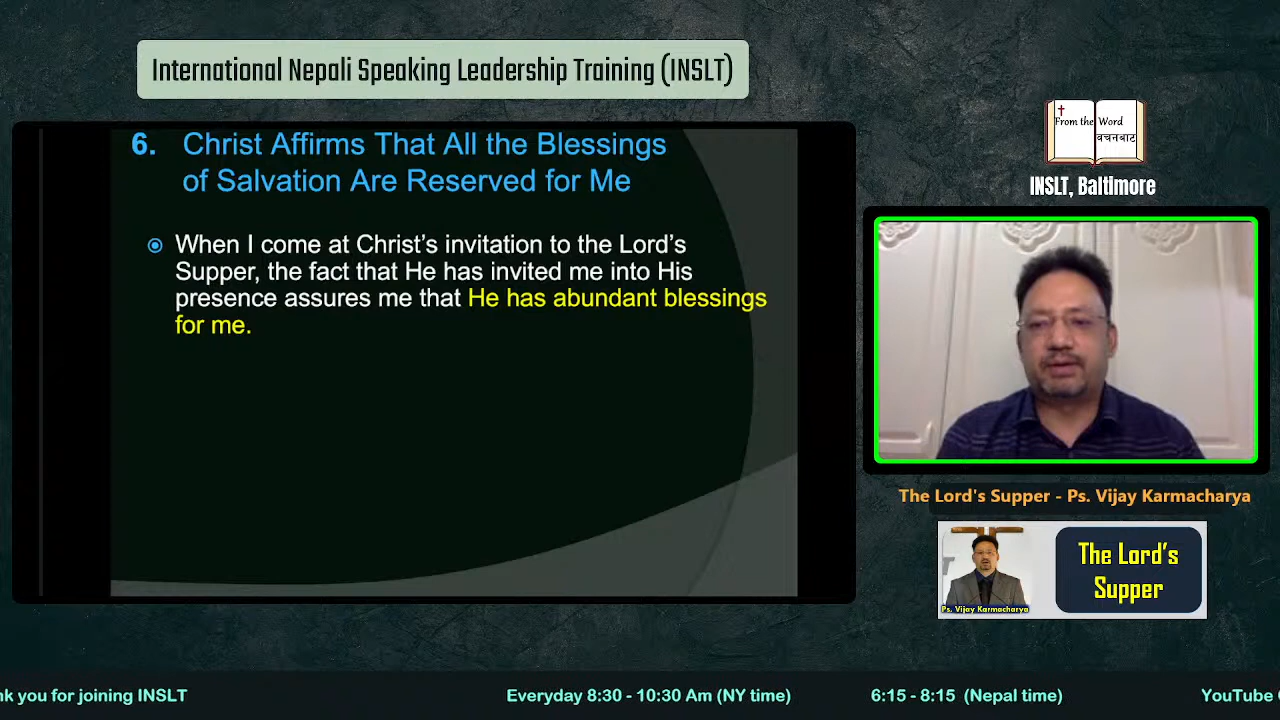 International Nepali Speaking Leadership Training (INSLT)
6. Christ Affirms That All the Blessings
of Salvation Are Reserved for Me
When I come at Christ's invitation to the Lord's
Supper, the fact that He has invited me into His
presence assures me that He has abundant blessings
for me.
From the Word
वचनबाट
INSLT, Baltimore
The Lord's Supper - Ps. Vijay Karmacharya
The Lord's
Supper
Ps. Vijay Karmacharya
you for joining INSLT Everyday 8:30 - 10:30 Am (NY time) 6:15 - 8:15 (Nepal time) YouTube